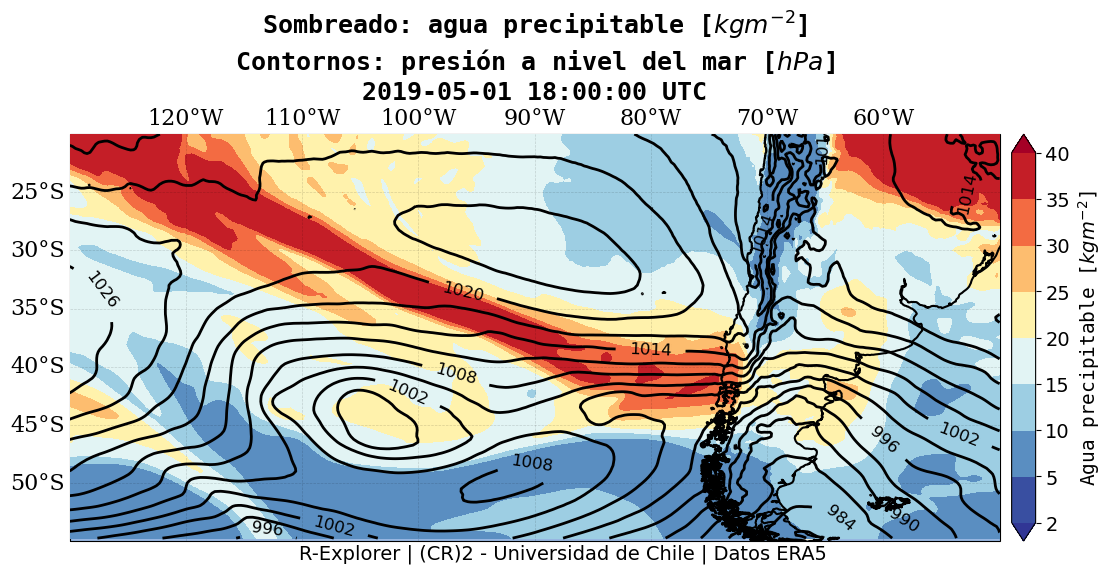 Sombreado: agua precipitable [kgm⁻²]
Contornos: presión a nivel del mar [hPa]
2019-05-01 18:00:00 UTC
120°W 110°W 100°W 90°W 80°W 70°W 60°W
25°S
30°S
35°S
40°S
45°S
50°S
1014
1014
1026
1020
1014
1008
1002
1008
1002
996
996
1002
984
990
40
35
30
25
20
15
10
5
2
Agua precipitable [kgm⁻²]
R-Explorer | (CR)2 - Universidad de Chile | Datos ERA5